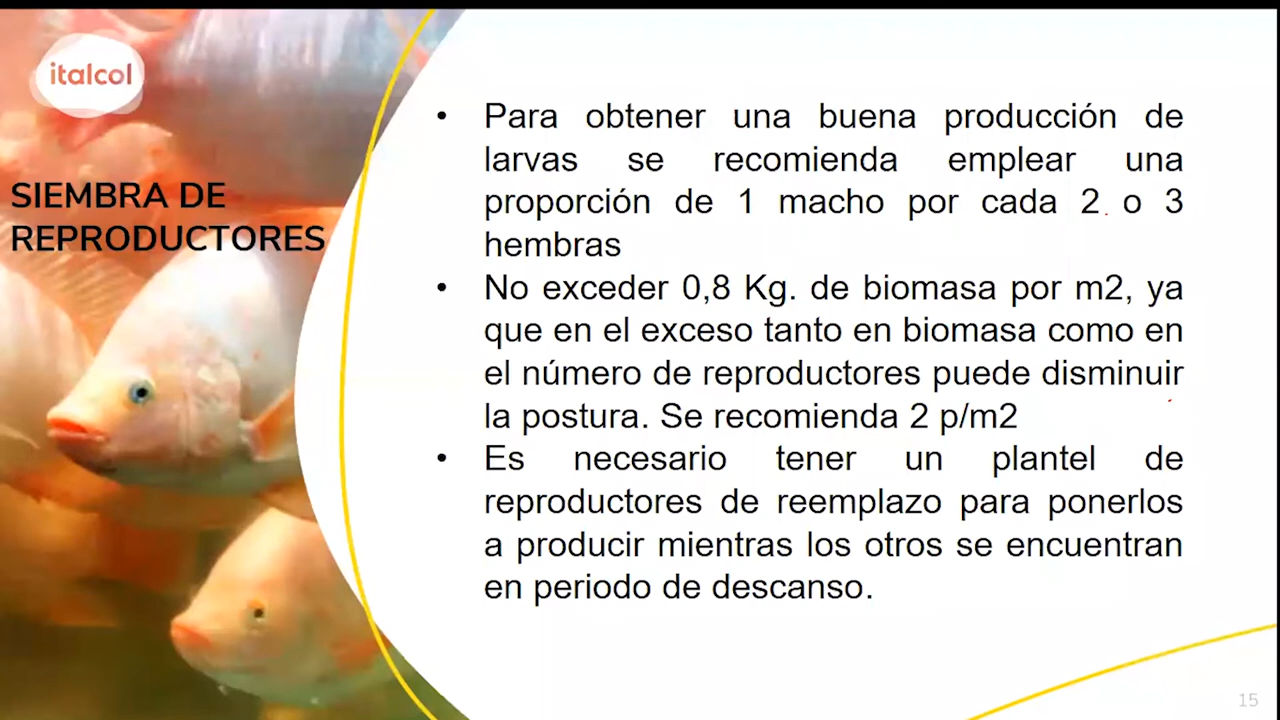 italcol
SIEMBRA DE
REPRODUCTORES
• Para obtener una buena producción de
larvas se recomienda emplear una
proporción de 1 macho por cada 2 o 3
hembras
• No exceder 0,8 Kg. de biomasa por m2, ya
que en el exceso tanto en biomasa como en
el número de reproductores puede disminuir
la postura. Se recomienda 2 p/m2
• Es necesario tener un plantel de
reproductores de reemplazo para ponerlos
a producir mientras los otros se encuentran
en periodo de descanso.
15